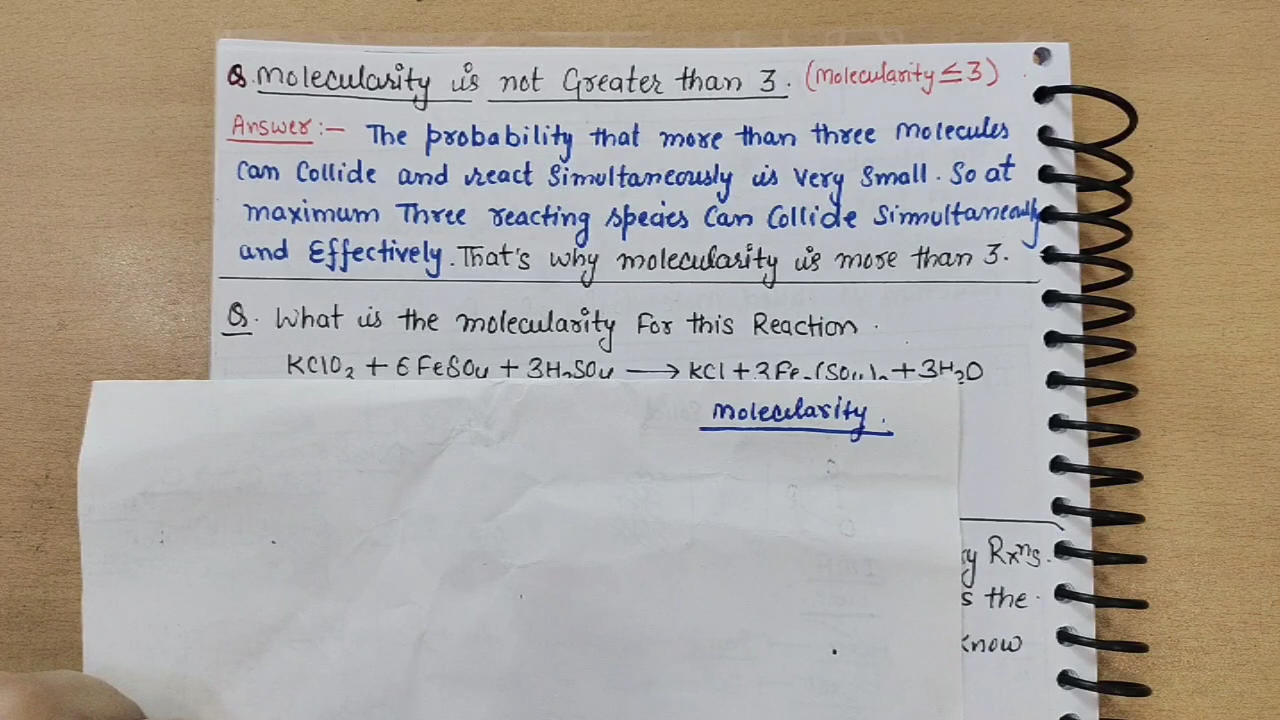 Q. Molecularity is not Greater than 3. (Molecularity ≤ 3)
Answer:- The probability that more than three Molecules
Can Collide and react Simultaneously is Very Small. So at
maximum Three reacting species Can Collide Simultaneously
and Effectively. That's why molecularity is more than 3.
Q. What is the molecularity For this Reaction.
KClO3 + 6 FeSO4 + 3H2SO4 → KCl + 3Fe2(SO4)3 + 3H2O
Molecularity.
Rxns.
the
know